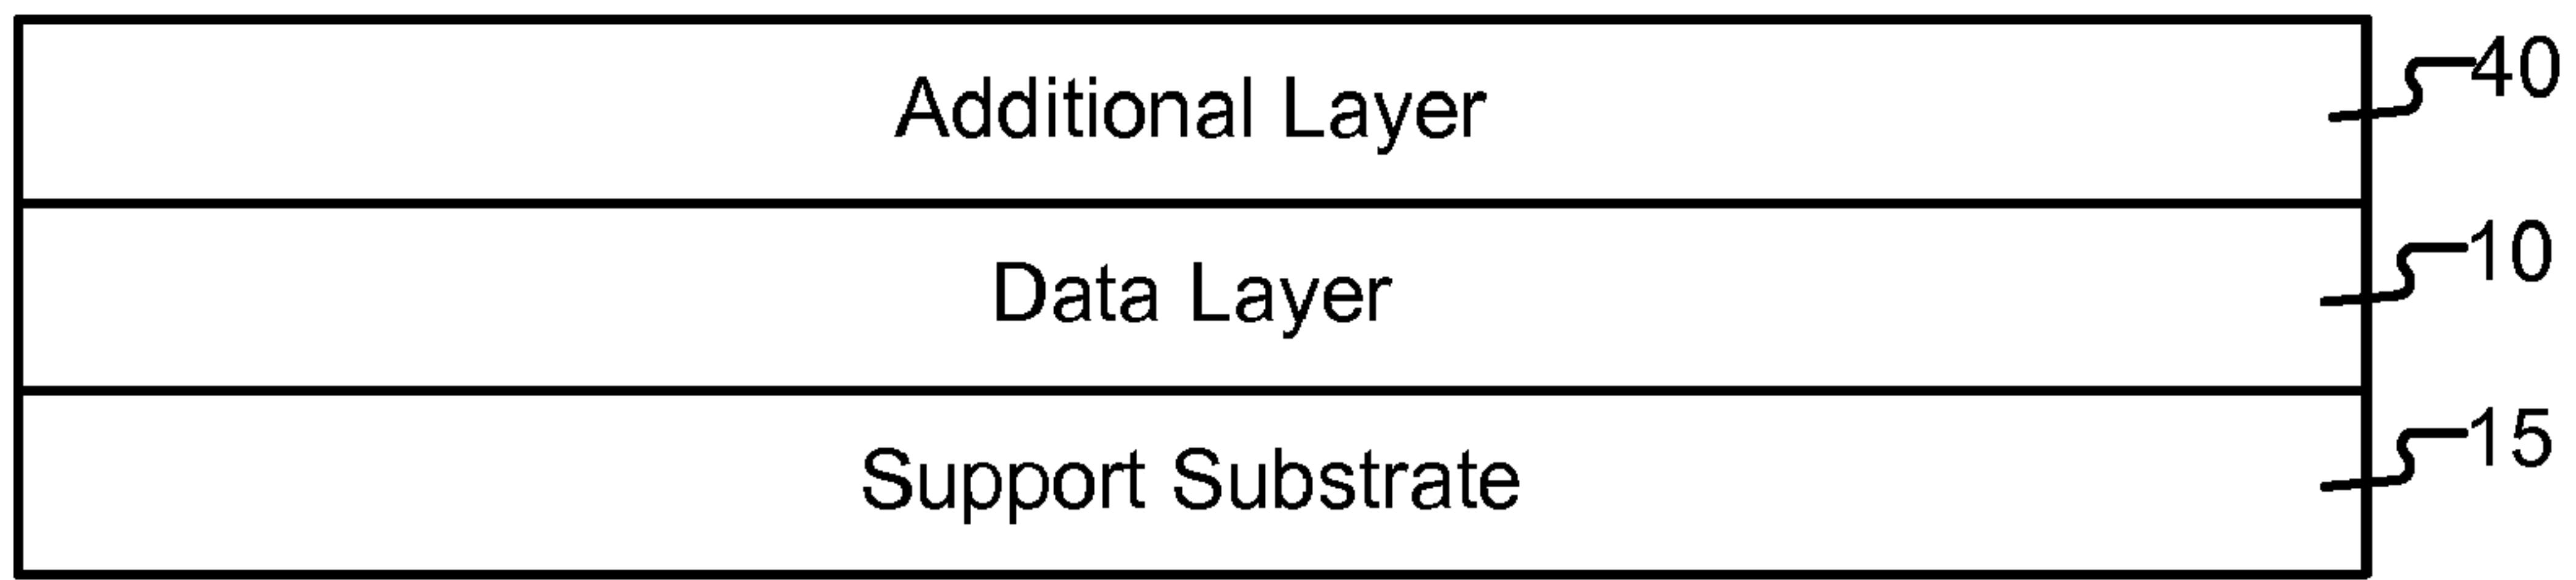 Additional Layer 40
Data Layer 10
Support Substrate 15